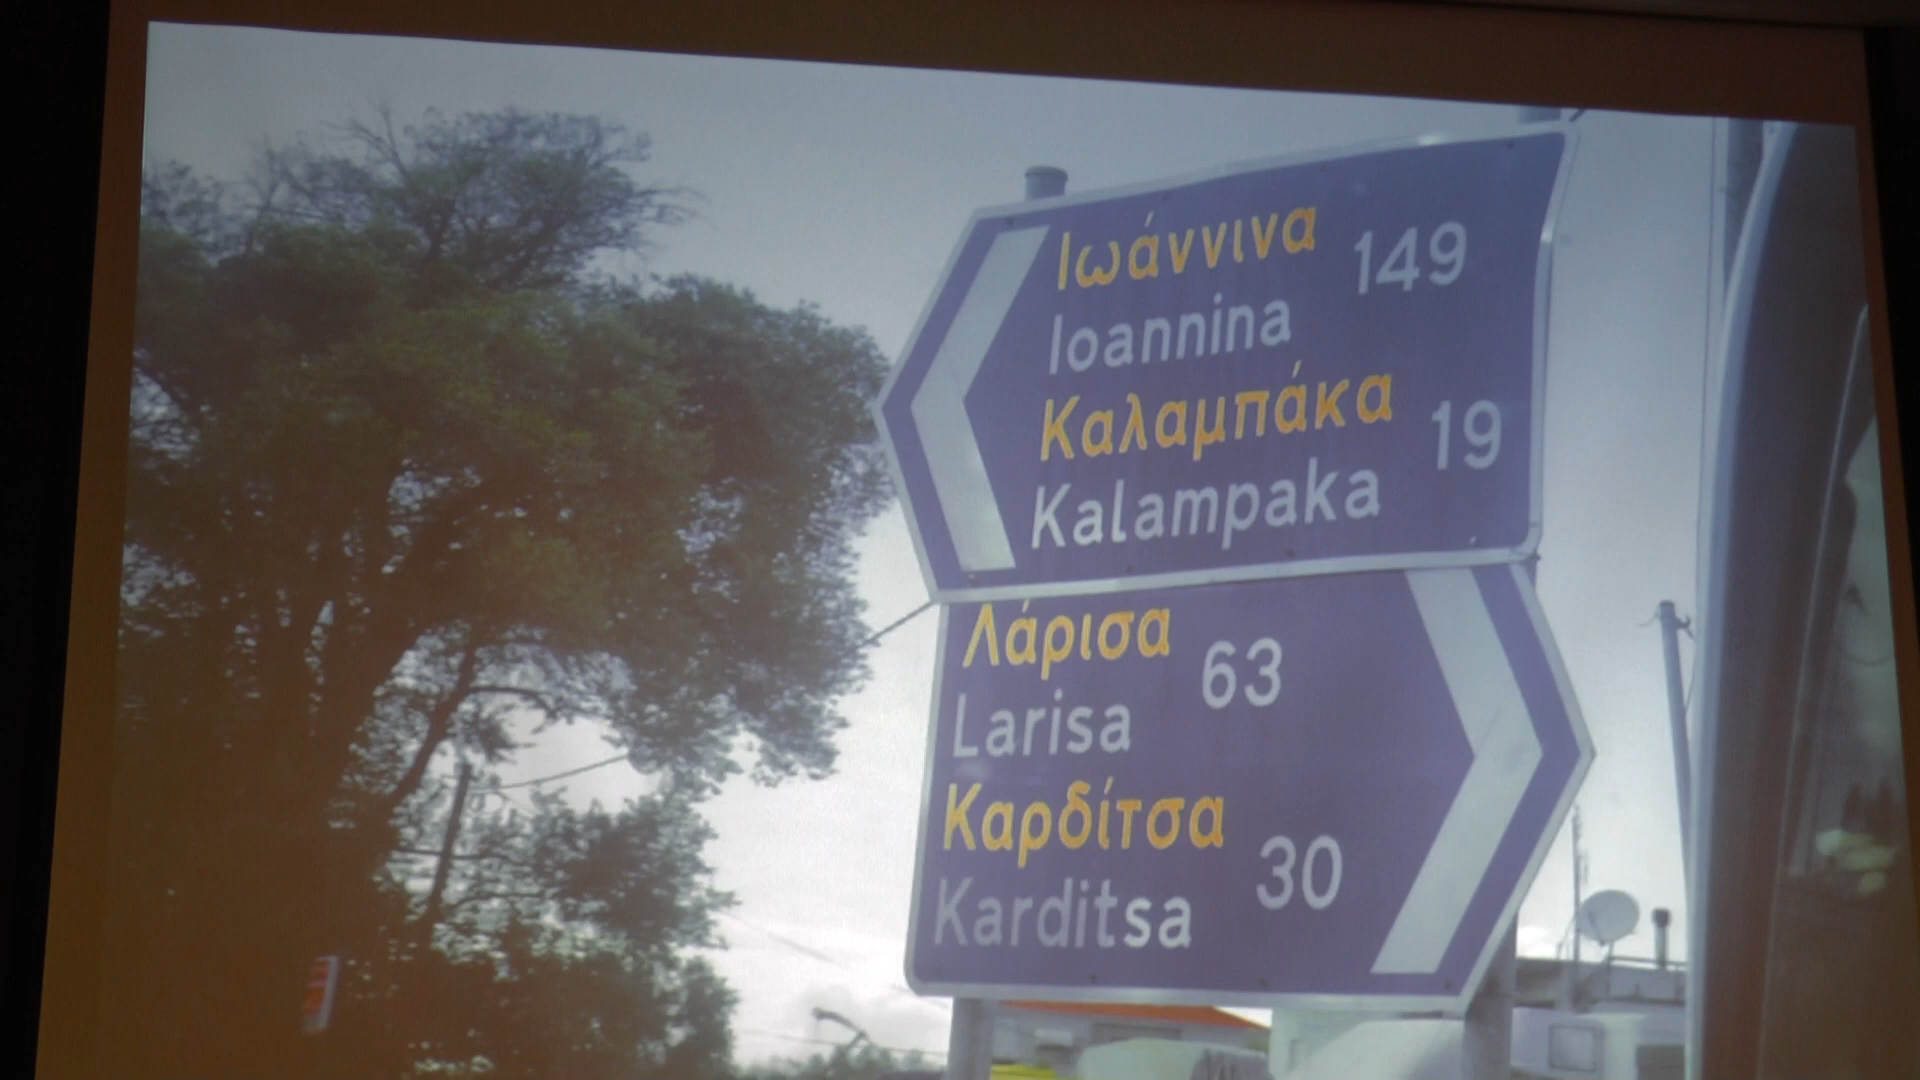 Ιωάννινα 149
Ioannina
Καλαμπάκα 19
Kalampaka
Λάρισα 63
Larisa
Καρδίτσα 30
Karditsa